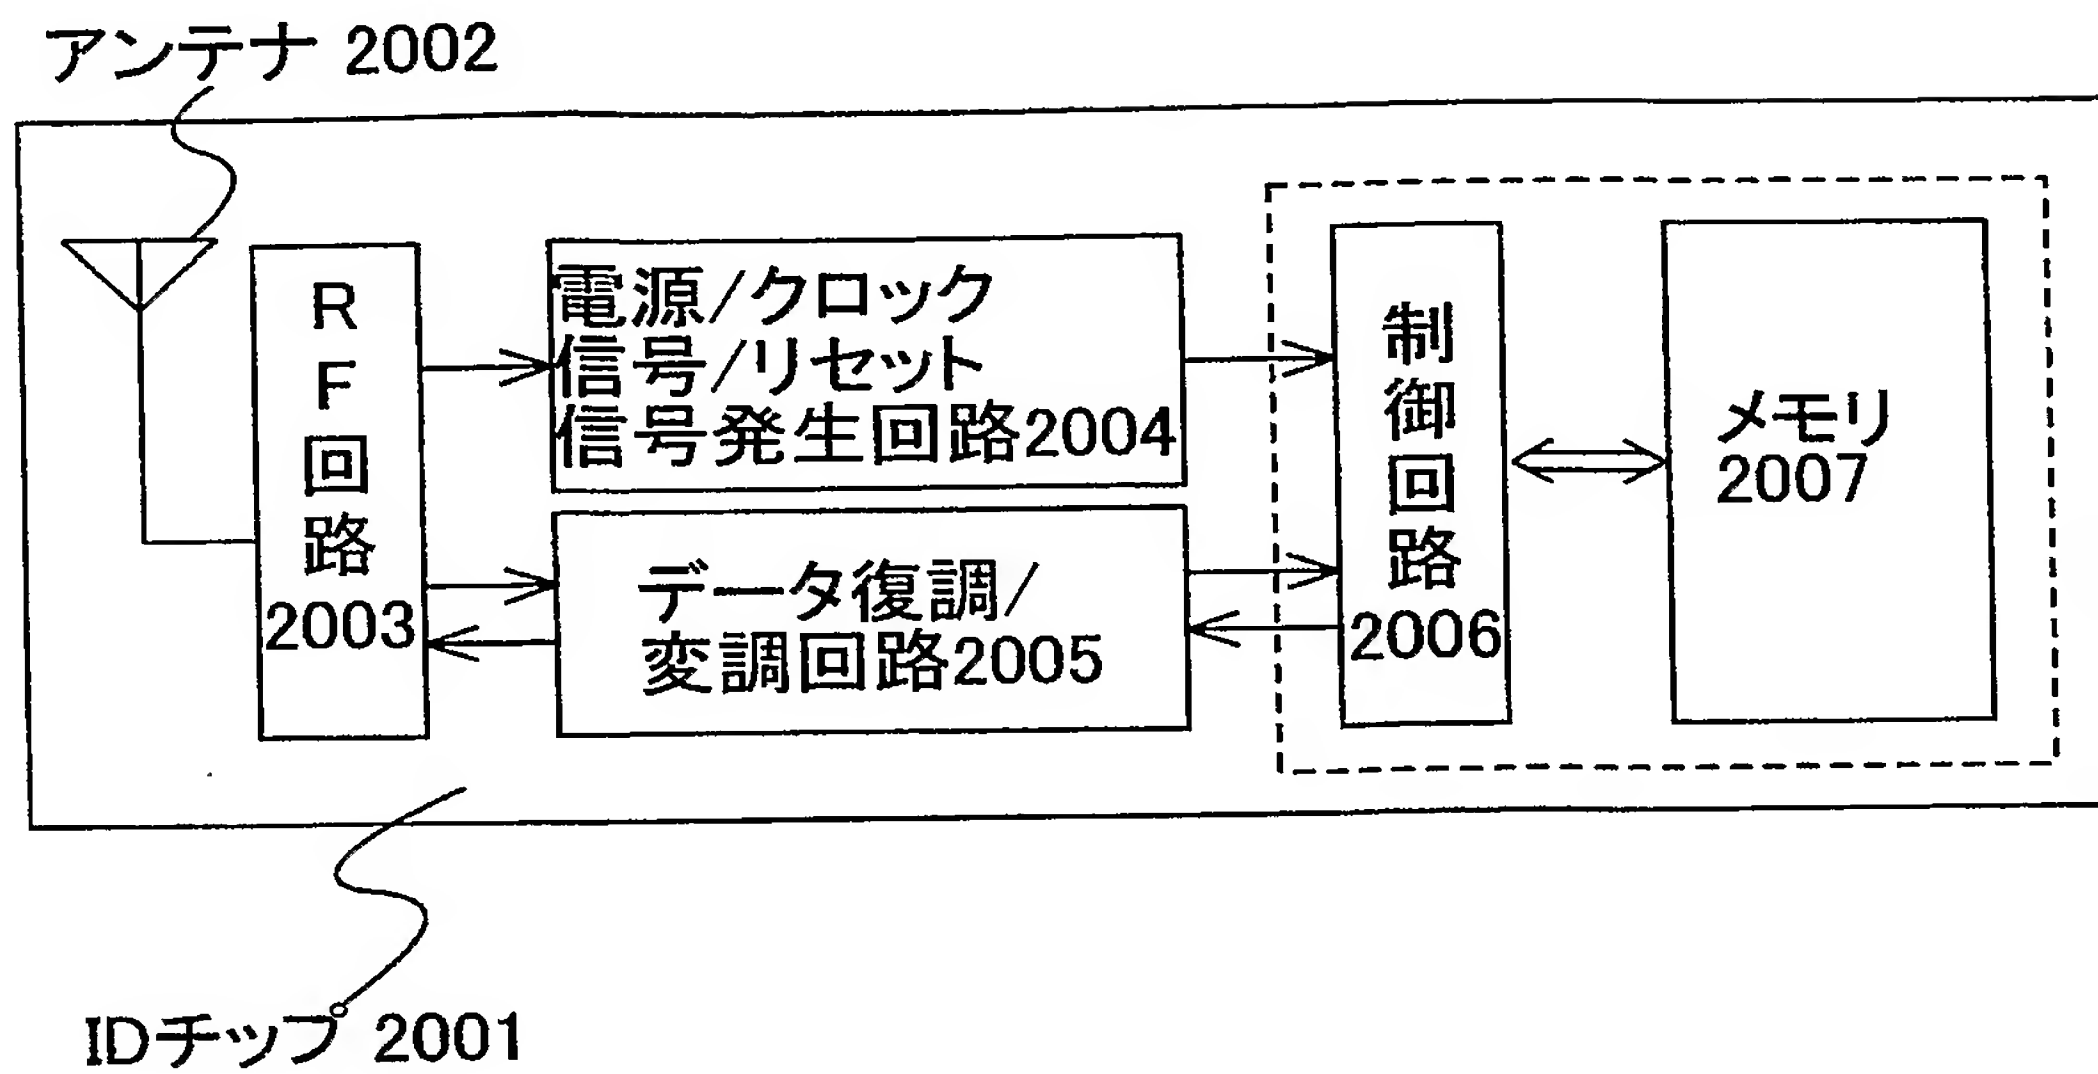 アンテナ 2002
RF回路
2003
電源/クロック
信号/リセット
信号発生回路2004
データ復調/
変調回路2005
制御回路
2006
メモリ
2007
IDチップ 2001